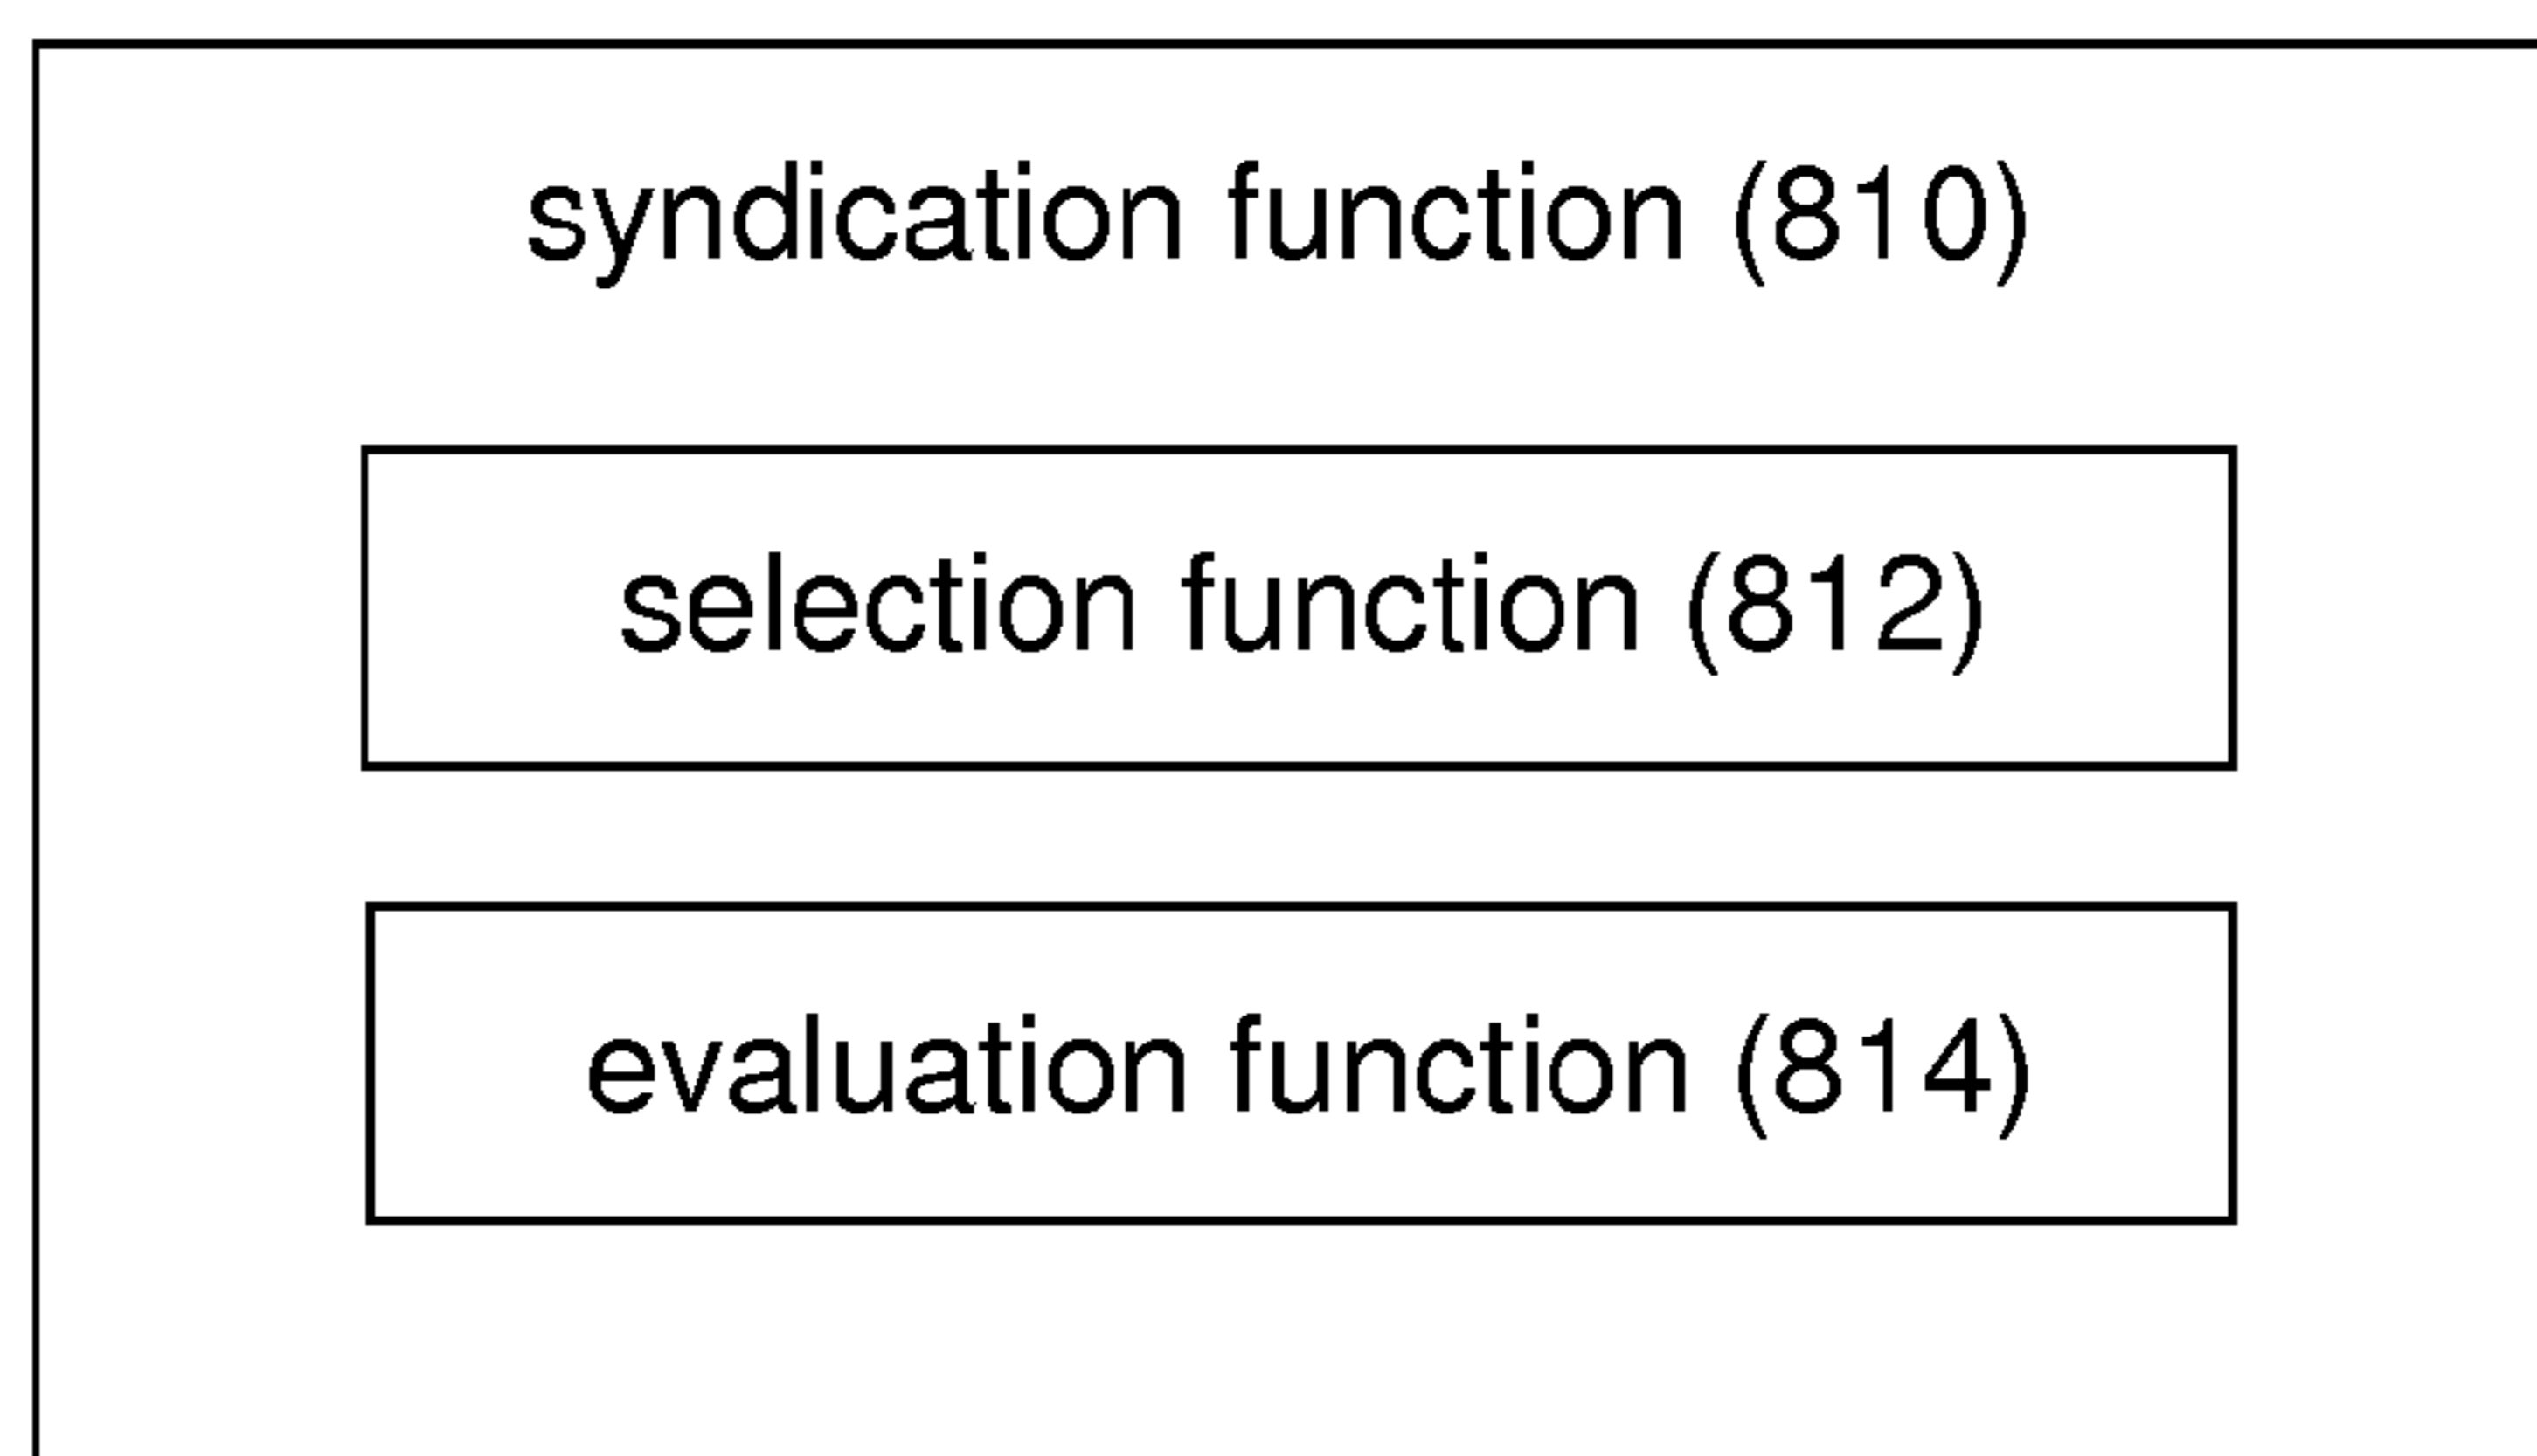 syndication function (810)
selection function (812)
evaluation function (814)